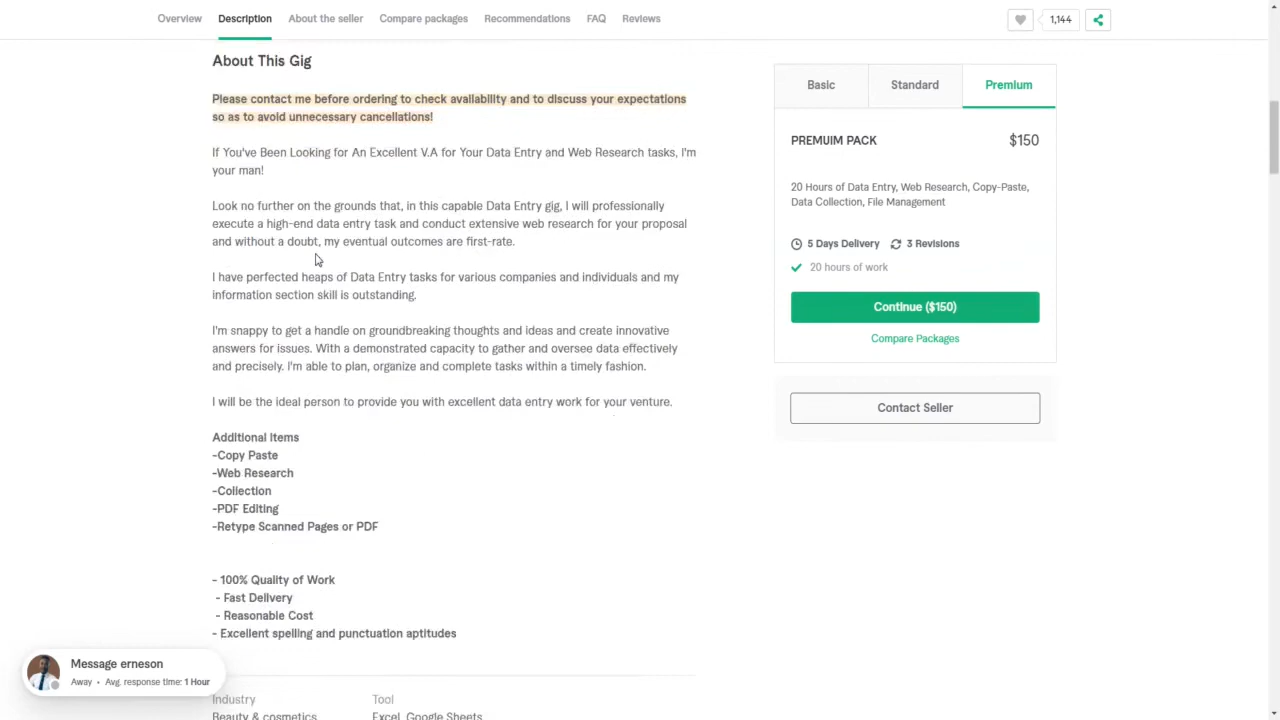 Overview Description About the seller Compare packages Recommendations FAQ Reviews 1,144
About This Gig
Please contact me before ordering to check availability and to discuss your expectations
so as to avoid unnecessary cancellations!
If You've Been Looking for An Excellent V.A for Your Data Entry and Web Research tasks, I'm
your man!
Look no further on the grounds that, in this capable Data Entry gig, I will professionally
execute a high-end data entry task and conduct extensive web research for your proposal
and without a doubt, my eventual outcomes are first-rate.
I have perfected heaps of Data Entry tasks for various companies and individuals and my
information section skill is outstanding.
I'm snappy to get a handle on groundbreaking thoughts and ideas and create innovative
answers for issues. With a demonstrated capacity to gather and oversee data effectively
and precisely. I'm able to plan, organize and complete tasks within a timely fashion.
I will be the ideal person to provide you with excellent data entry work for your venture.
Additional Items
-Copy Paste
-Web Research
-Collection
-PDF Editing
-Retype Scanned Pages or PDF
- 100% Quality of Work
- Fast Delivery
- Reasonable Cost
- Excellent spelling and punctuation aptitudes
Industry Tool
Beauty & cosmetics, Excel, Google Sheets,
Basic Standard Premium
PREMUIM PACK $150
20 Hours of Data Entry, Web Research, Copy-Paste,
Data Collection, File Management
5 Days Delivery 3 Revisions
20 hours of work
Continue ($150)
Compare Packages
Contact Seller
Message erneson
Away • Avg. response time: 1 Hour